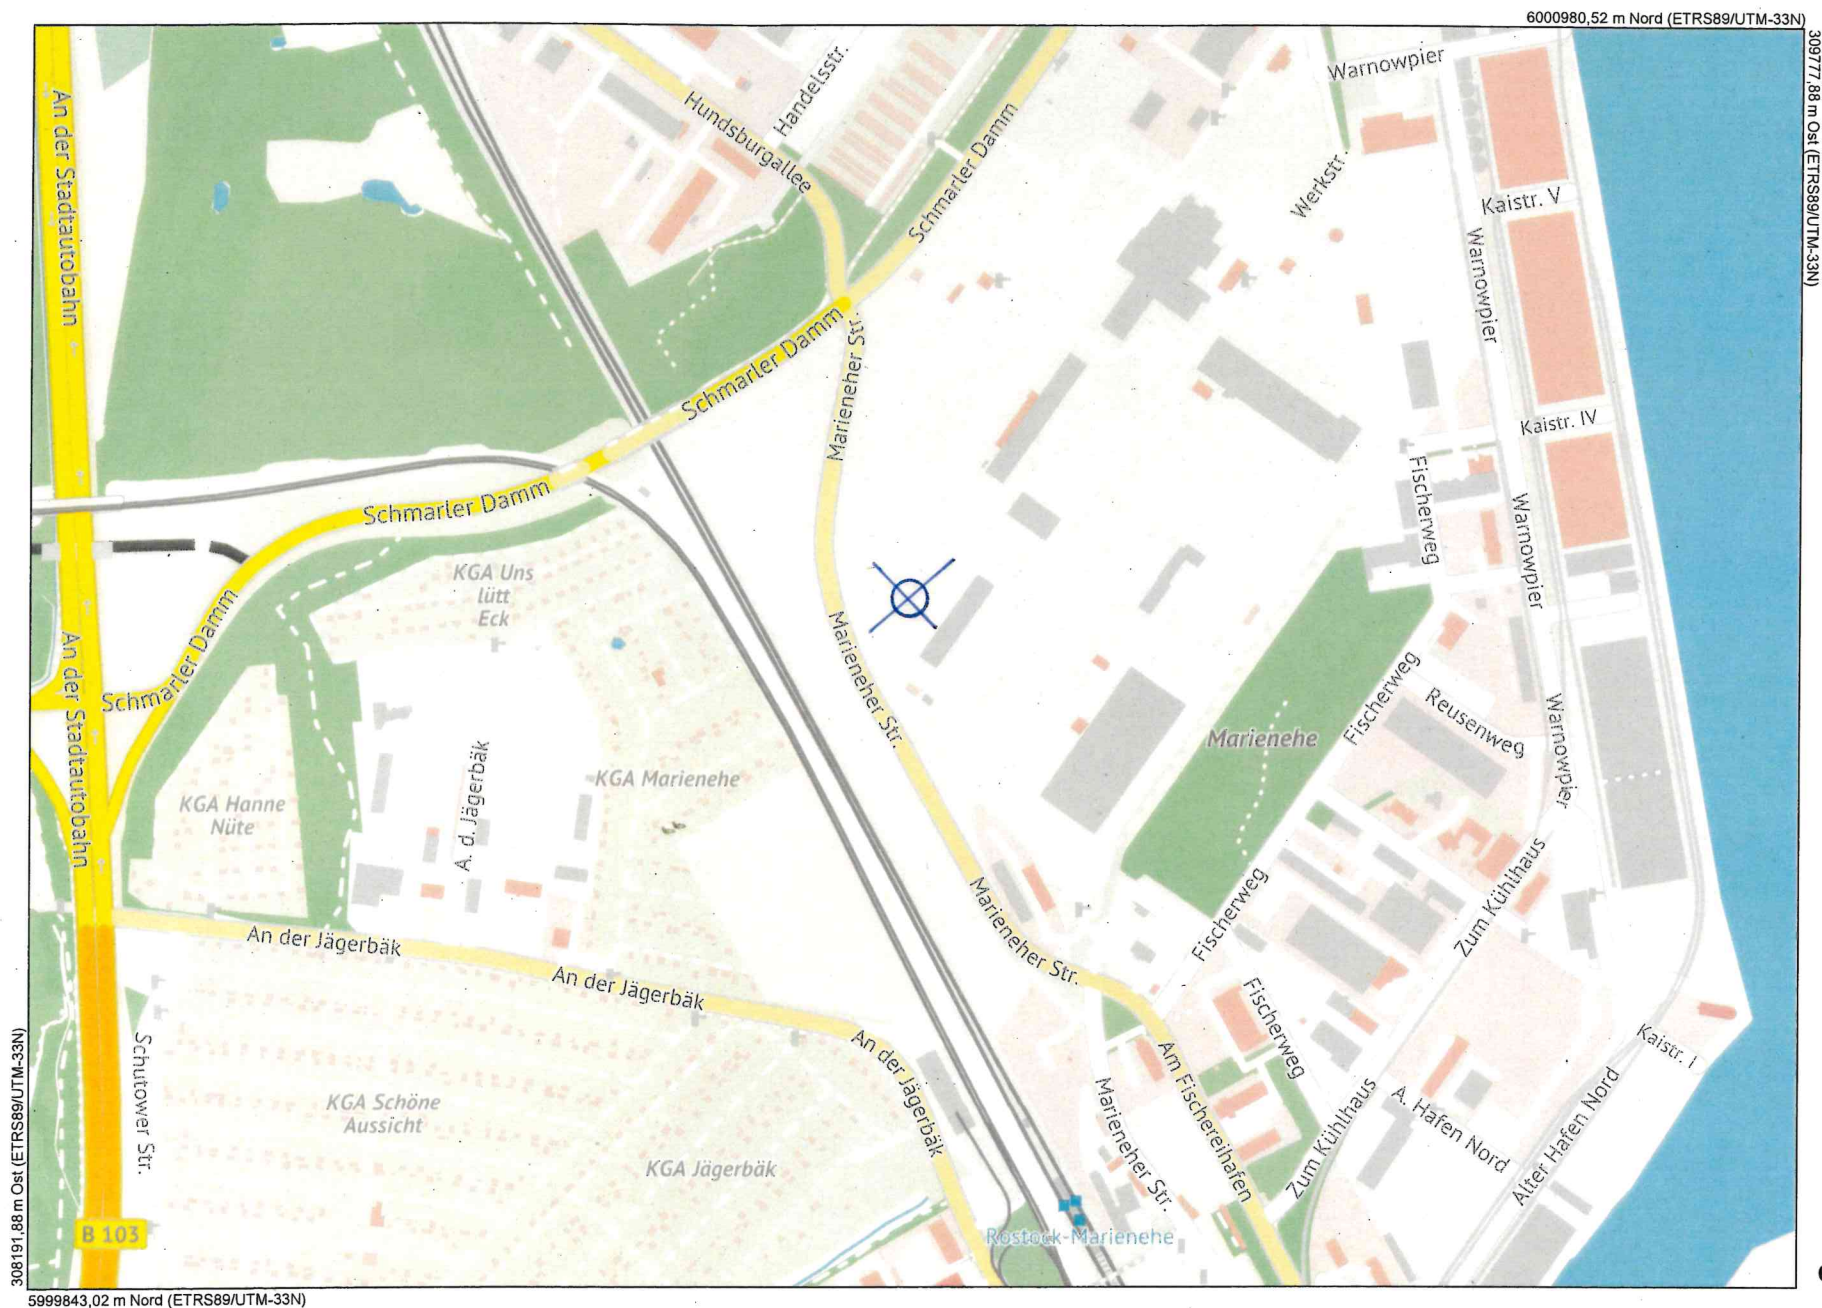 6000980,52 m Nord (ETRS89/UTM-33N)
309777,88 m Ost (ETRS89/UTM-33N)
An der Stadtautobahn
Hundsburgallee
Handelsstr.
Schmarler Damm
Warnowpier
Werkstr.
Kaistr. V
Warnowpier
Schmarler Damm
Marieneher Str.
Kaistr. IV
Fischerweg
Warnowpier
Schmarler Damm
KGA Uns
lütt
Eck
Schmarler Damm
An der Stadtautobahn
Marieneher Str.
Marienehe
Fischerweg
Reusenweg
Warnowpier
KGA Hanne
Nüte
A. d. Jägerbäk
KGA Marienehe
Marieneher Str.
Fischerweg
Zum Kühlhaus
An der Jägerbäk
An der Jägerbäk
An der Jägerbäk
Fischerweg
Kaistr. I
Schutower Str.
KGA Schöne
Aussicht
KGA Jägerbäk
Marieneher Str.
Am Fischereihafen
Zum Kühlhaus
A. Hafen Nord
Alter Hafen Nord
B 103
Rostock-Marienehe
308191,88 m Ost (ETRS89/UTM-33N)
5999843,02 m Nord (ETRS89/UTM-33N)